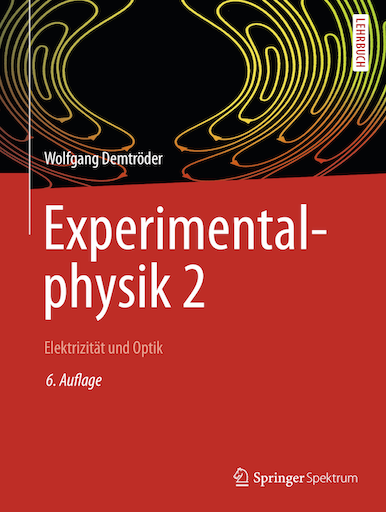 LEHRBUCH
Wolfgang Demtröder
Experimental-
physik 2
Elektrizität und Optik
6. Auflage
Springer Spektrum